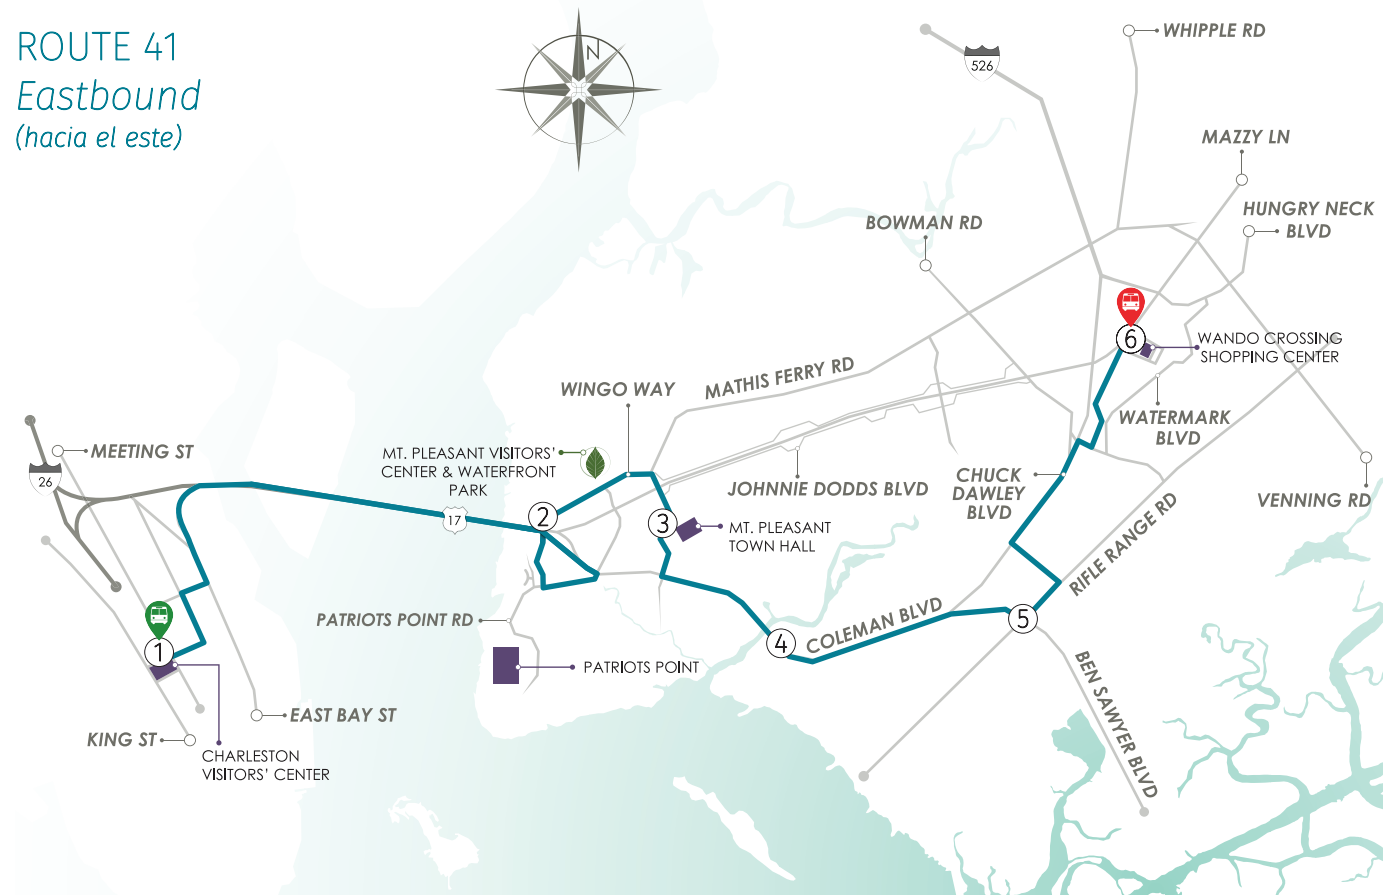 ROUTE 41
Eastbound
(hacia el este)
N
526
WHIPPLE RD
MAZZY LN
HUNGRY NECK
BLVD
BOWMAN RD
6
WANDO CROSSING
SHOPPING CENTER
MATHIS FERRY RD
WINGO WAY
WATERMARK
BLVD
MEETING ST
26
MT. PLEASANT VISITORS'
CENTER & WATERFRONT
PARK
JOHNNIE DODDS BLVD
CHUCK
DAWLEY
BLVD
VENNING RD
17
2
3
MT. PLEASANT
TOWN HALL
RIFLE RANGE RD
PATRIOTS POINT RD
COLEMAN BLVD
5
1
4
PATRIOTS POINT
BEN SAWYER BLVD
EAST BAY ST
KING ST
CHARLESTON
VISITORS' CENTER